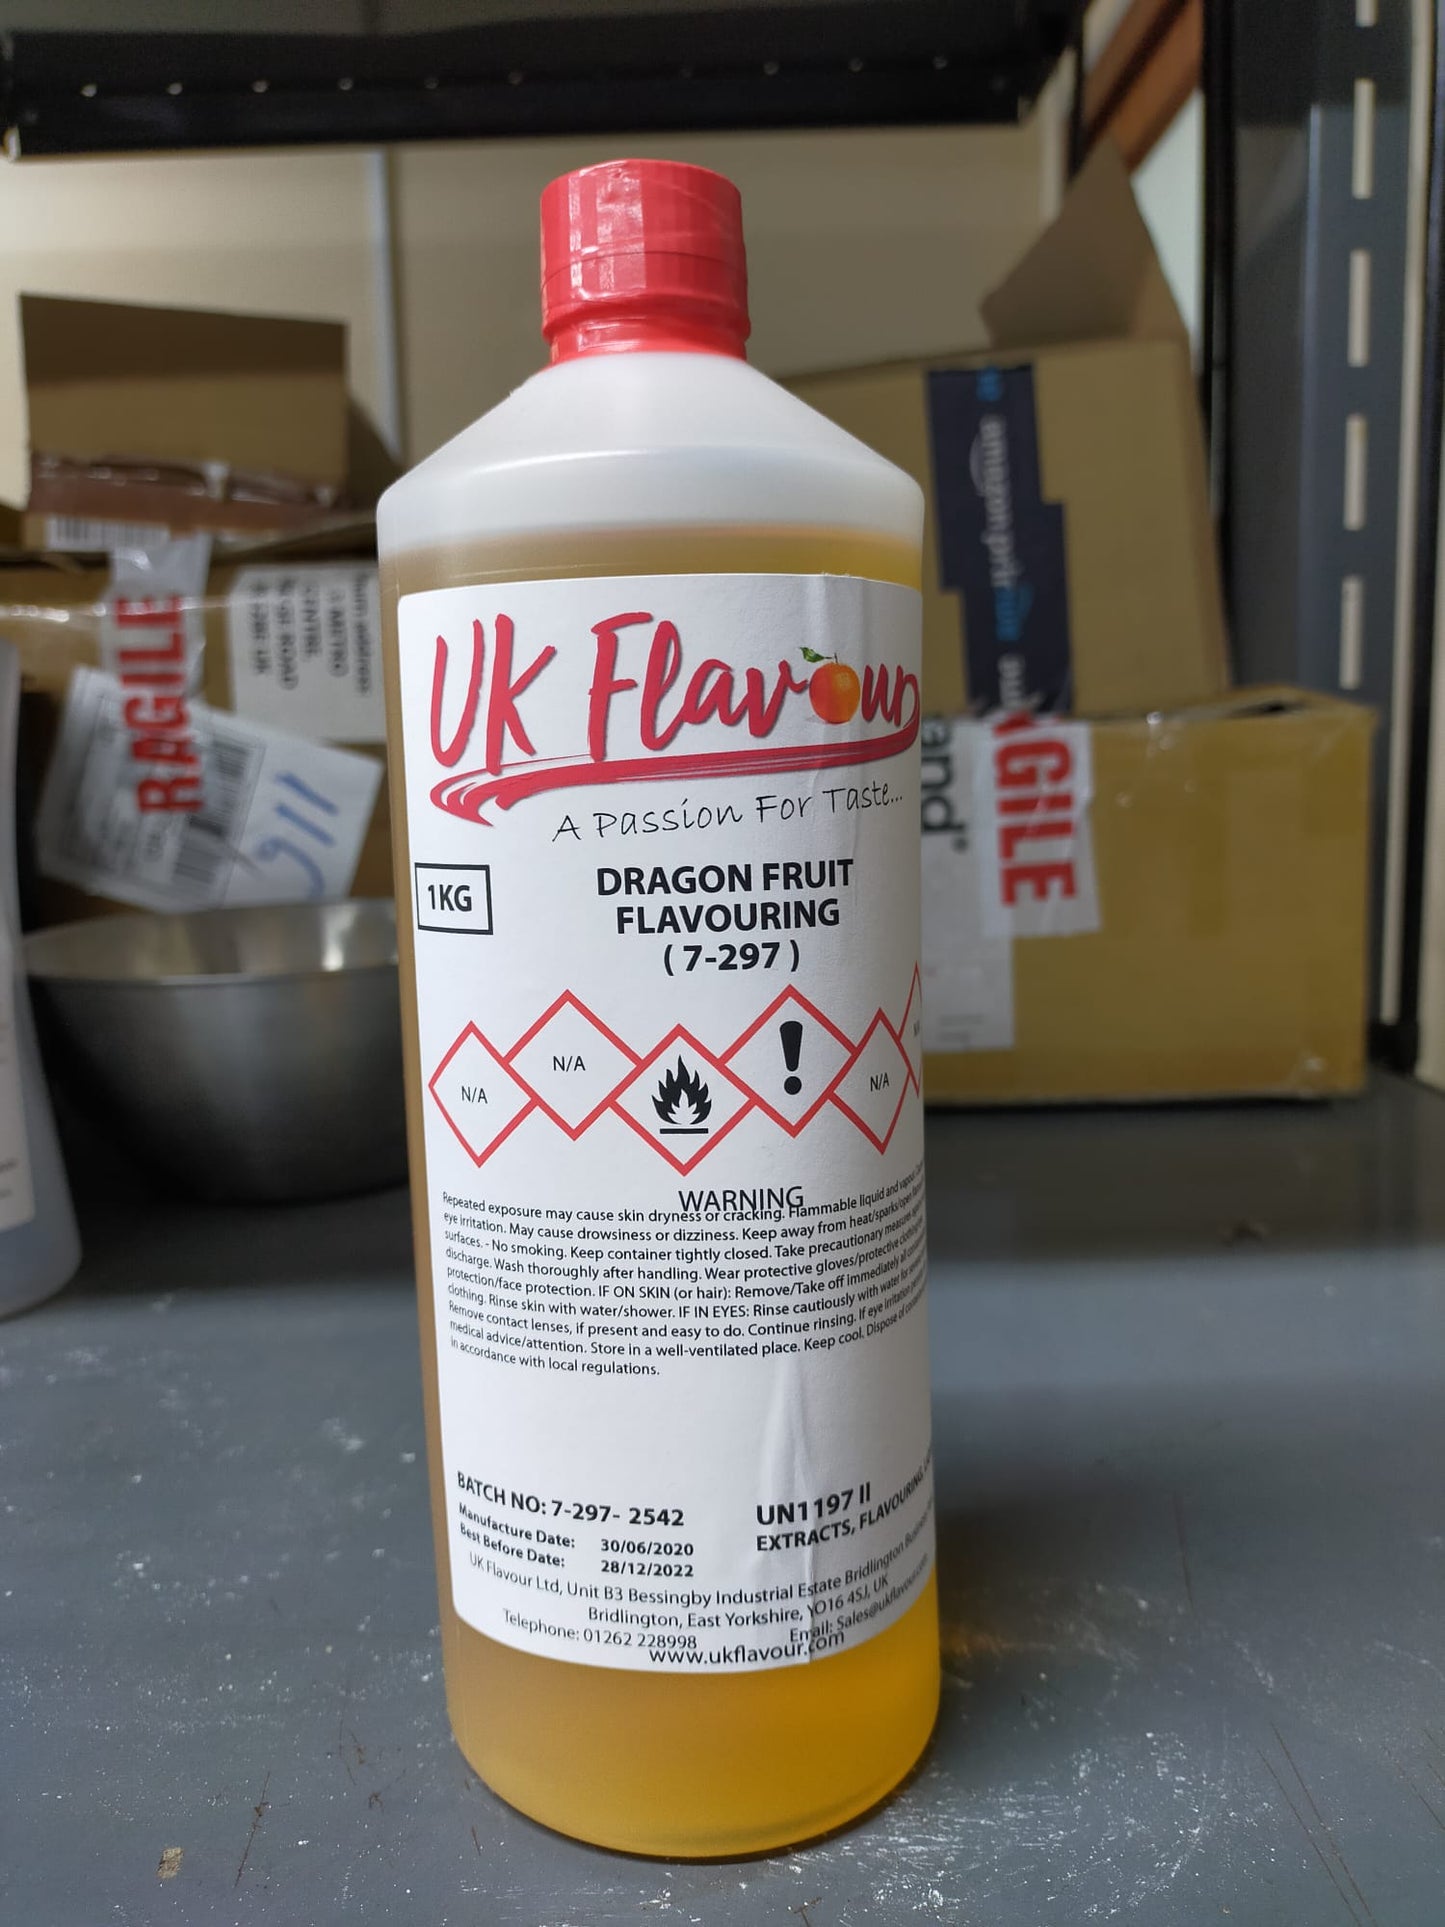 UK Flavour
A Passion For Taste...
1KG
DRAGON FRUIT
FLAVOURING
( 7-297 )
N/A
N/A
N/A
WARNING
Repeated exposure may cause skin dryness or cracking. Flammable liquid and vapour.
eye irritation. May cause drowsiness or dizziness. Keep away from heat/sparks/open
surfaces. - No smoking. Keep container tightly closed. Take precautionary measures
discharge. Wash thoroughly after handling. Wear protective gloves/protective clothing
protection/face protection. IF ON SKIN (or hair): Remove/Take off immediately all
clothing. Rinse skin with water/shower. IF IN EYES: Rinse cautiously with water for
Remove contact lenses, if present and easy to do. Continue rinsing. If eye irritation
medical advice/attention. Store in a well-ventilated place. Keep cool. Dispose of
in accordance with local regulations.
BATCH NO: 7-297- 2542
Manufacture Date: 30/06/2020
Best Before Date: 28/12/2022
UN1197 II
EXTRACTS, FLAVOURING,
UK Flavour Ltd, Unit B3 Bessingby Industrial Estate Bridlington
Bridlington, East Yorkshire, YO16 4SJ, UK
Telephone: 01262 228998
Email: Sales@ukflavour.com
www.ukflavour.com
RAGILE
amazonprime
GILE
and